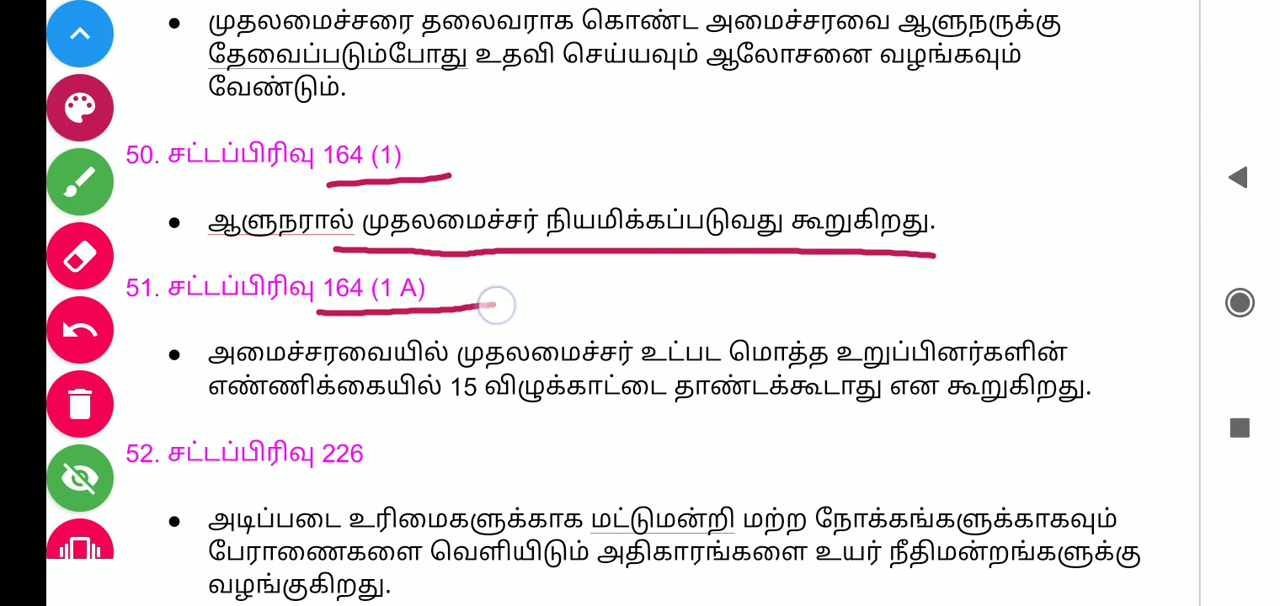 முதலமைச்சரை தலைவராக கொண்ட அமைச்சரவை ஆளுநருக்கு
தேவைப்படும்போது உதவி செய்யவும் ஆலோசனை வழங்கவும்
வேண்டும்.
50. சட்டப்பிரிவு 164 (1)
ஆளுநரால் முதலமைச்சர் நியமிக்கப்படுவது கூறுகிறது.
51. சட்டப்பிரிவு 164 (1 A)
அமைச்சரவையில் முதலமைச்சர் உட்பட மொத்த உறுப்பினர்களின்
எண்ணிக்கையில் 15 விழுக்காட்டை தாண்டக்கூடாது என கூறுகிறது.
52. சட்டப்பிரிவு 226
அடிப்படை உரிமைகளுக்காக மட்டுமன்றி மற்ற நோக்கங்களுக்காகவும்
பேராணைகளை வெளியிடும் அதிகாரங்களை உயர் நீதிமன்றங்களுக்கு
வழங்குகிறது.